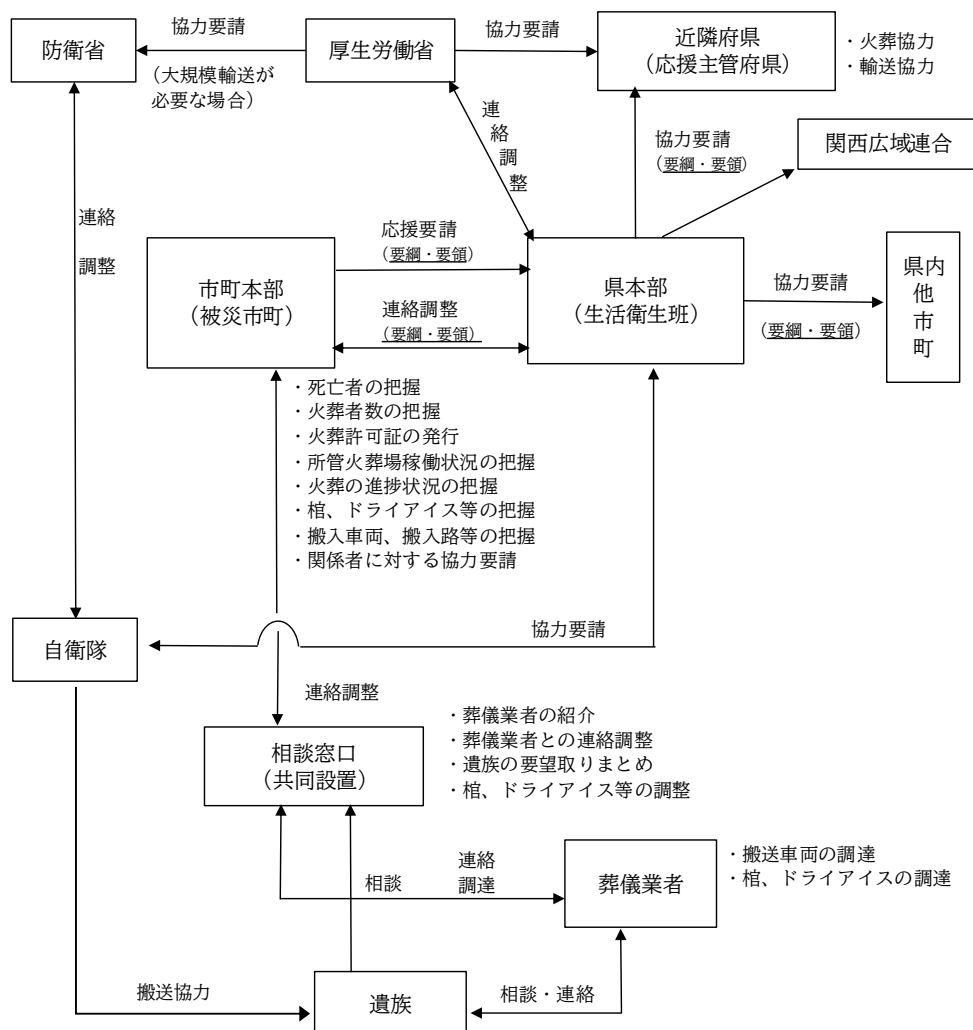 協力要請
防衛省
（大規模輸送が
必要な場合）
厚生労働省
協力要請
近隣府県
（応援主管府県）
・火葬協力
・輸送協力
連絡調整
協力要請
（要綱・要領）
関西広域連合
連絡
調整
市町本部
（被災市町）
応援要請
（要綱・要領）
連絡調整
（要綱・要領）
県本部
（生活衛生班）
協力要請
（要綱・要領）
県内
他
市
町
・死亡者の把握
・火葬者数の把握
・火葬許可証の発行
・所管火葬場稼働状況の把握
・火葬の進捗状況の把握
・棺、ドライアイス等の把握
・搬入車両、搬入路等の把握
・関係者に対する協力要請
自衛隊
協力要請
連絡調整
相談窓口
（共同設置）
・葬儀業者の紹介
・葬儀業者との連絡調整
・遺族の要望取りまとめ
・棺、ドライアイス等の調整
相談
連絡
調達
葬儀業者
・搬送車両の調達
・棺、ドライアイスの調達
搬送協力
遺族
相談・連絡